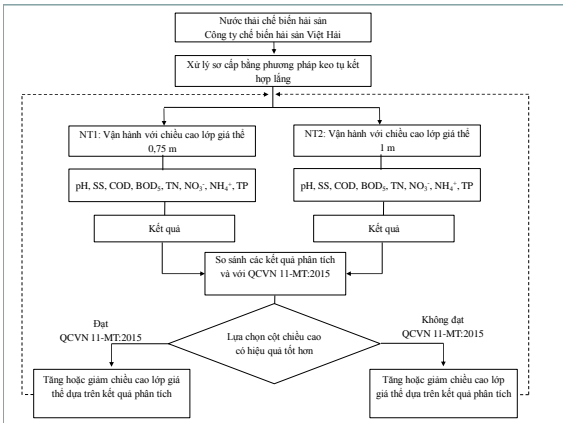 Nước thải chế biến hải sản
Công ty chế biến hải sản Việt Hải
Xử lý sơ cấp bằng phương pháp keo tụ kết
hợp lắng
NT1: Vận hành với chiều cao lớp giá thể
0,75 m
NT2: Vận hành với chiều cao lớp giá thể
1 m
pH, SS, COD, BOD₅, TN, NO₃⁻, NH₄⁺, TP
pH, SS, COD, BOD₅, TN, NO₃⁻, NH₄⁺, TP
Kết quả
Kết quả
So sánh các kết quả phân tích
và với QCVN 11-MT:2015
Đạt
QCVN 11-MT:2015
Lựa chọn cột chiều cao
có hiệu quả tốt hơn
Không đạt
QCVN 11-MT:2015
Tăng hoặc giảm chiều cao lớp giá
thể dựa trên kết quả phân tích
Tăng hoặc giảm chiều cao lớp
giá thể dựa trên kết quả phân tích